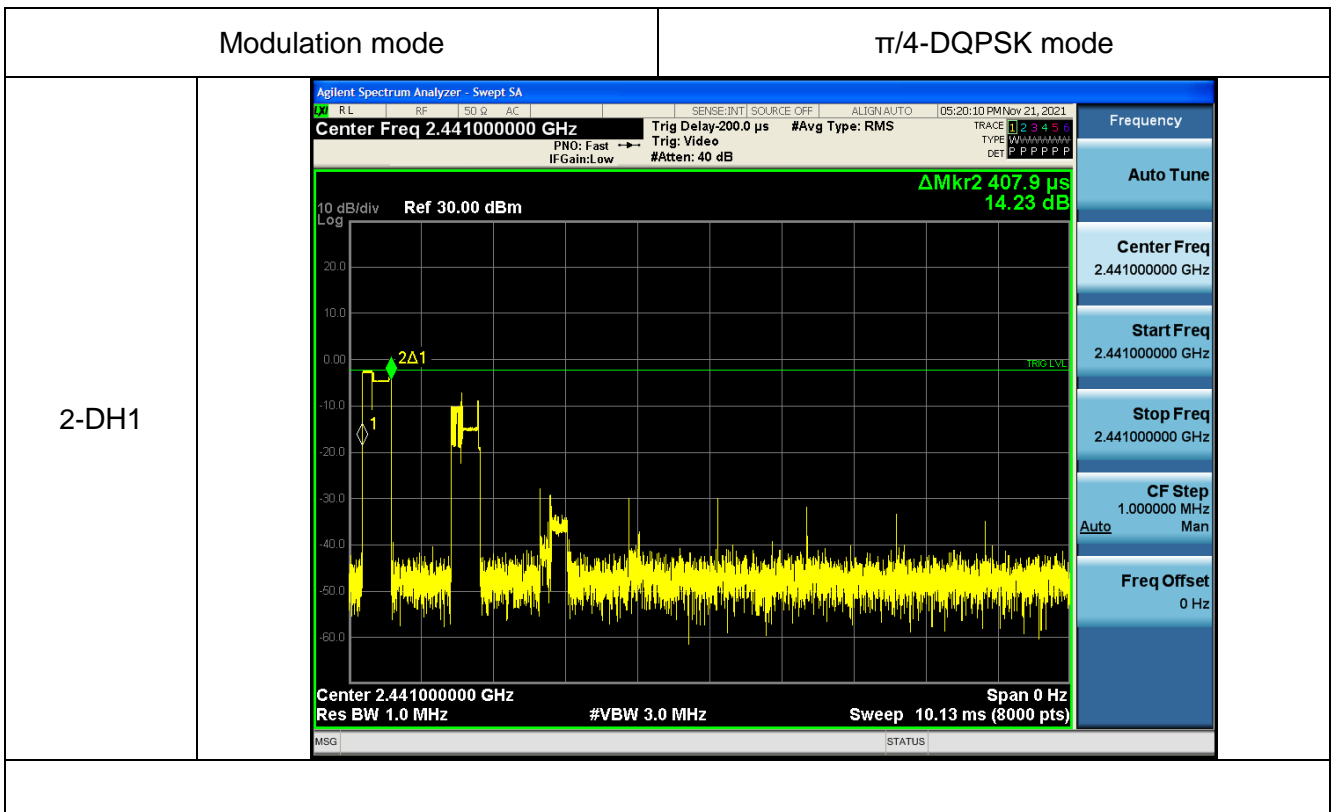 Modulation mode
π/4-DQPSK mode
2-DH1
Agilent Spectrum Analyzer - Swept SA
LXI RL RF 50 Ω AC SENSE:INT SOURCE OFF ALIGN AUTO 05:20:10 PM Nov 21, 2021
Center Freq 2.441000000 GHz
PNO: Fast
IFGain:Low
Trig Delay-200.0 µs #Avg Type: RMS
Trig: Video
#Atten: 40 dB
TRACE 1 2 3 4 5 6
TYPE WWWWWW
DET P P P P P P
ΔMkr2 407.9 µs
14.23 dB
10 dB/div Ref 30.00 dBm
Log
20.0
10.0
0.00
-10.0
-20.0
-30.0
-40.0
-50.0
-60.0
2Δ1
1
TRIG LVL
Center 2.441000000 GHz Span 0 Hz
Res BW 1.0 MHz #VBW 3.0 MHz Sweep 10.13 ms (8000 pts)
MSG STATUS
Frequency
Auto Tune
Center Freq
2.441000000 GHz
Start Freq
2.441000000 GHz
Stop Freq
2.441000000 GHz
CF Step
1.000000 MHz
Auto Man
Freq Offset
0 Hz